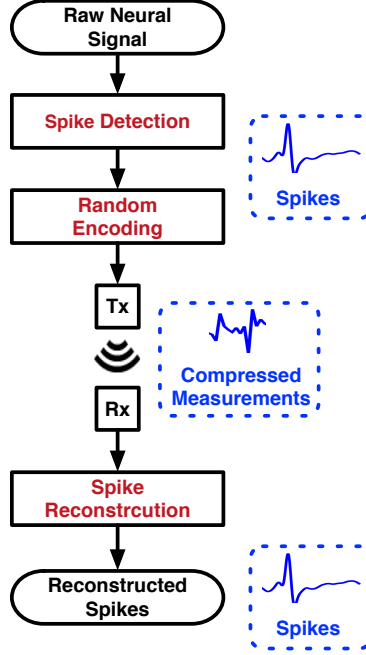 Raw Neural
Signal
Spike Detection
Spikes
Random
Encoding
Tx
Compressed
Measurements
Rx
Spike
Reconstrcution
Reconstructed
Spikes
Spikes